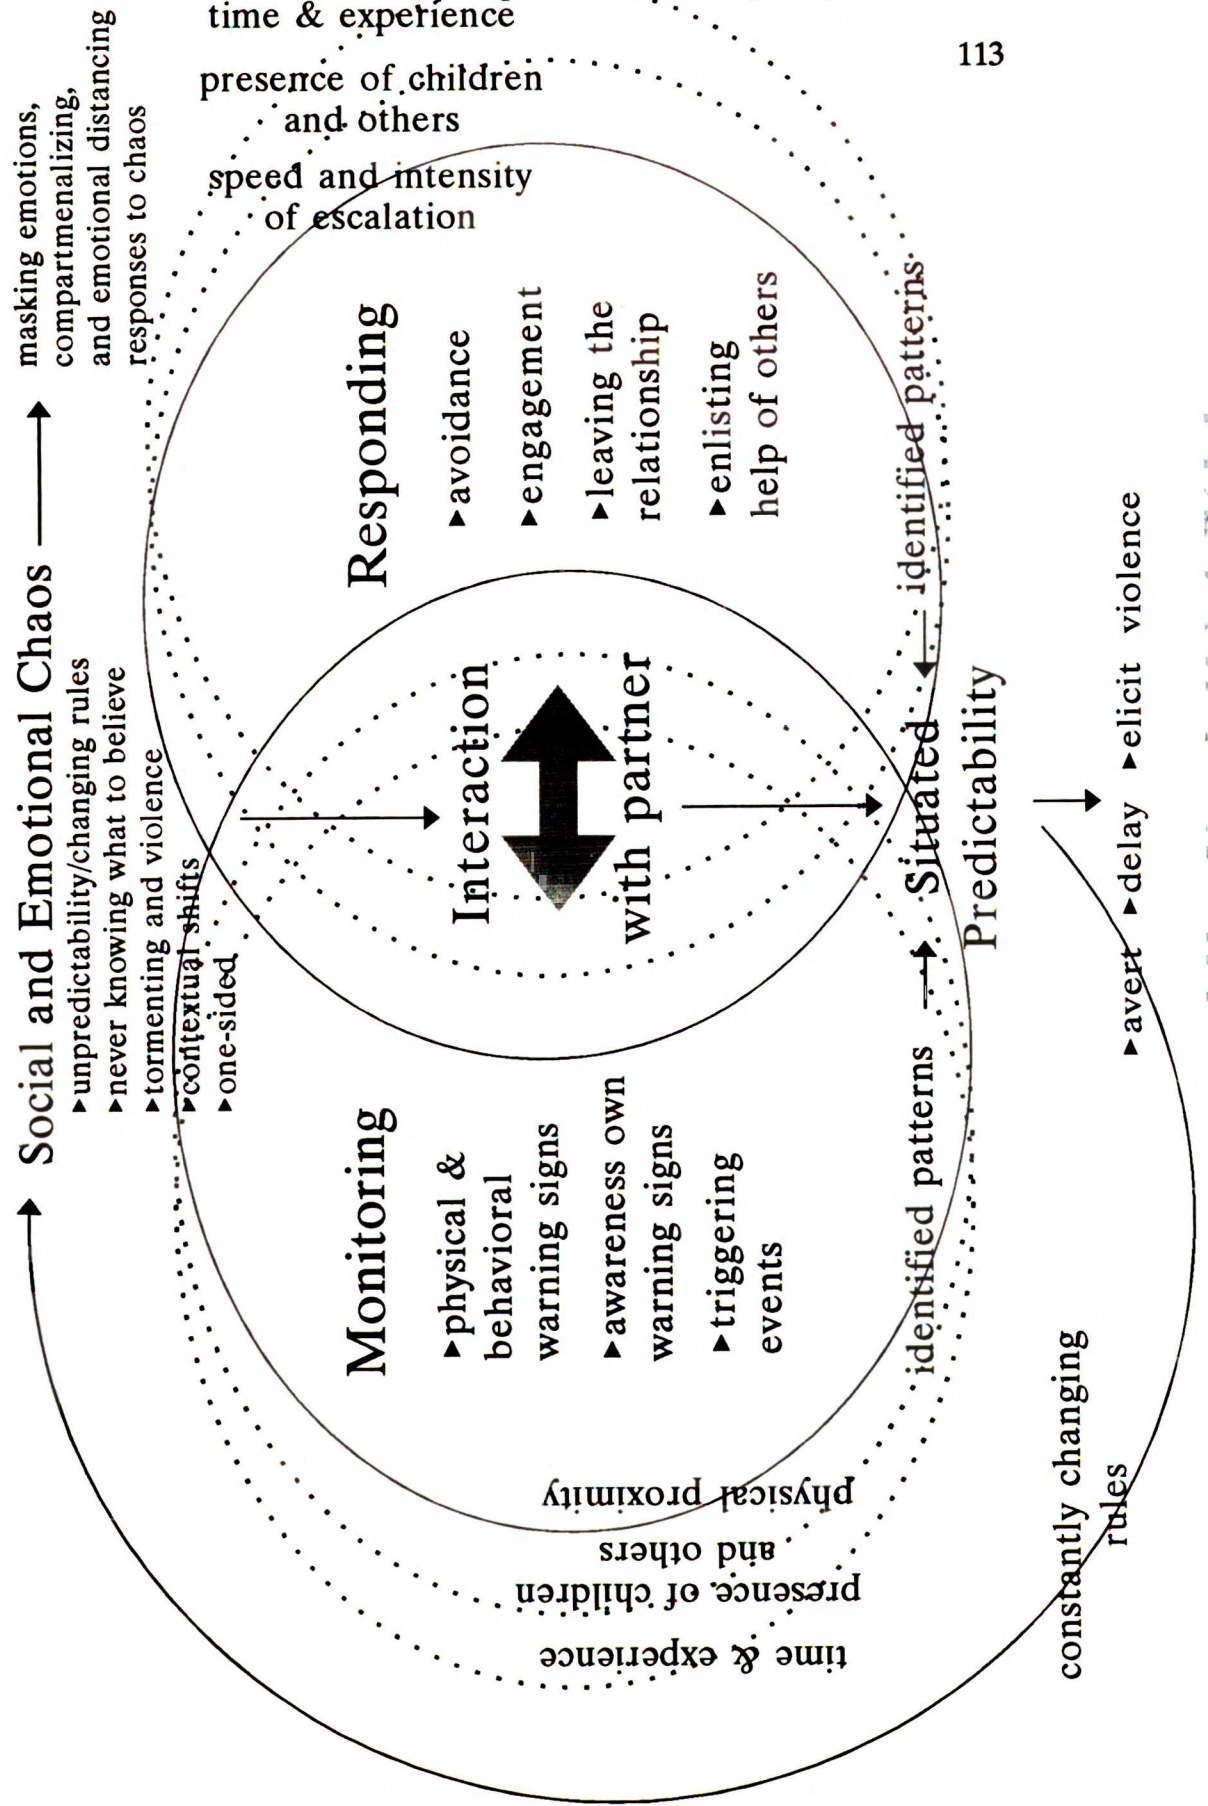 113
Social and Emotional Chaos
▸unpredictability/changing rules
▸never knowing what to believe
▸tormenting and violence
▸contextual shifts
▸one-sided
masking emotions,
compartmenalizing,
and emotional distancing
responses to chaos
time & experience
presence of children
and others
speed and intensity
of escalation
Monitoring
▸physical &
behavioral
warning signs
▸awareness own
warning signs
▸triggering
events
Interaction
with partner
Responding
▸avoidance
▸engagement
▸leaving the
relationship
▸enlisting
help of others
physical proximity
presence of children
and others
time & experience
identified patterns
Situated
Predictability
identified patterns
constantly changing
rules
▸avert ▸delay ▸elicit violence